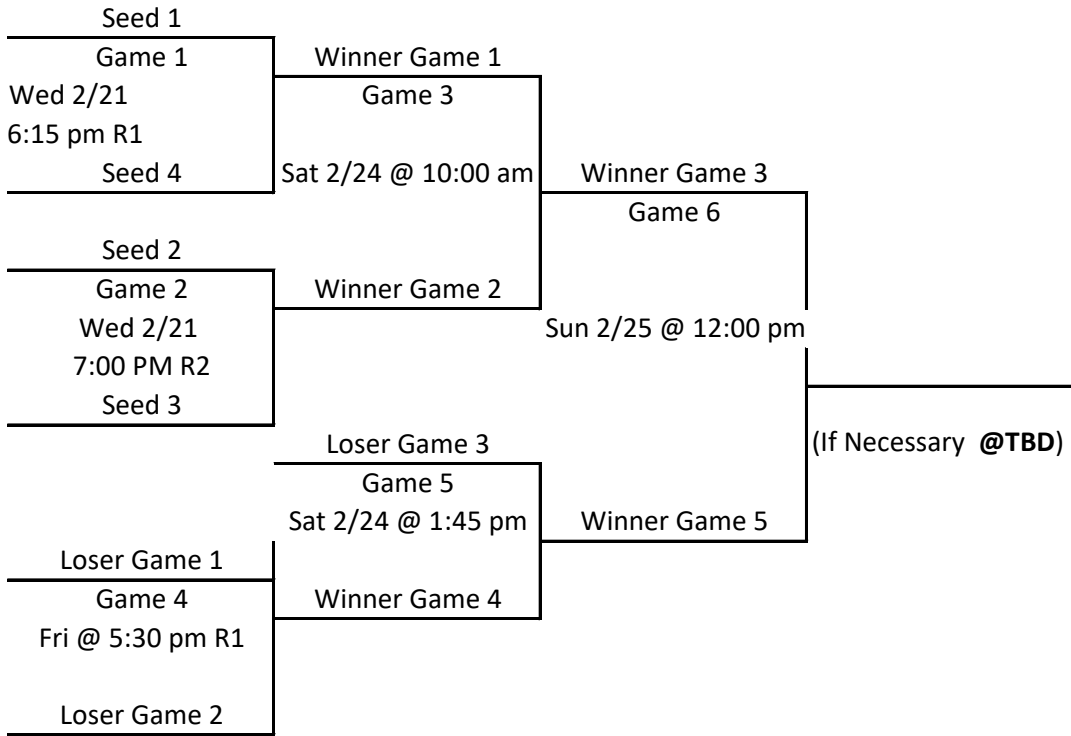 Seed 1
Game 1
Wed 2/21
6:15 pm R1
Seed 4
Winner Game 1
Game 3
Sat 2/24 @ 10:00 am
Seed 2
Game 2
Wed 2/21
7:00 PM R2
Seed 3
Winner Game 2
Winner Game 3
Game 6
Sun 2/25 @ 12:00 pm
(If Necessary @TBD)
Loser Game 3
Game 5
Sat 2/24 @ 1:45 pm
Winner Game 5
Loser Game 1
Game 4
Fri @ 5:30 pm R1
Loser Game 2
Winner Game 4